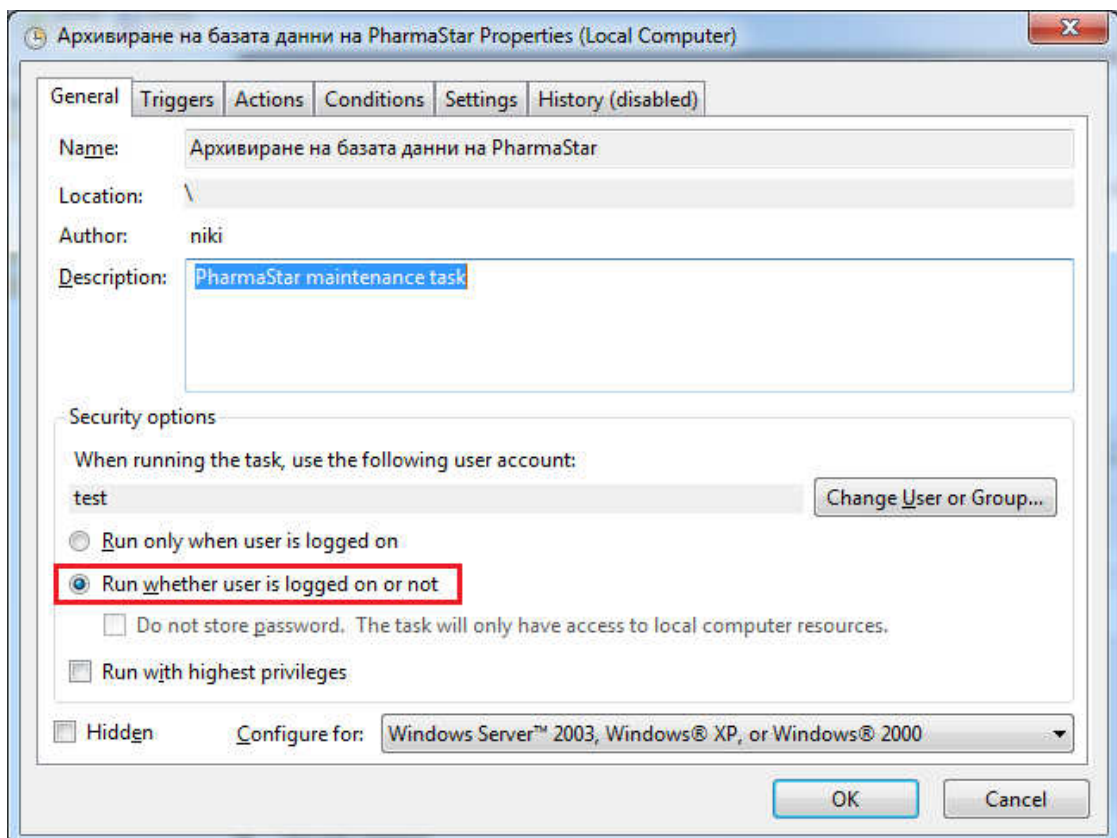 Архивиране на базата данни на PharmaStar Properties (Local Computer)
General Triggers Actions Conditions Settings History (disabled)
Name: Архивиране на базата данни на PharmaStar
Location: \
Author: niki
Description: PharmaStar maintenance task
Security options
When running the task, use the following user account:
test Change User or Group...
Run only when user is logged on
Run whether user is logged on or not
Do not store password. The task will only have access to local computer resources.
Run with highest privileges
Hidden Configure for: Windows Server™ 2003, Windows® XP, or Windows® 2000
OK Cancel